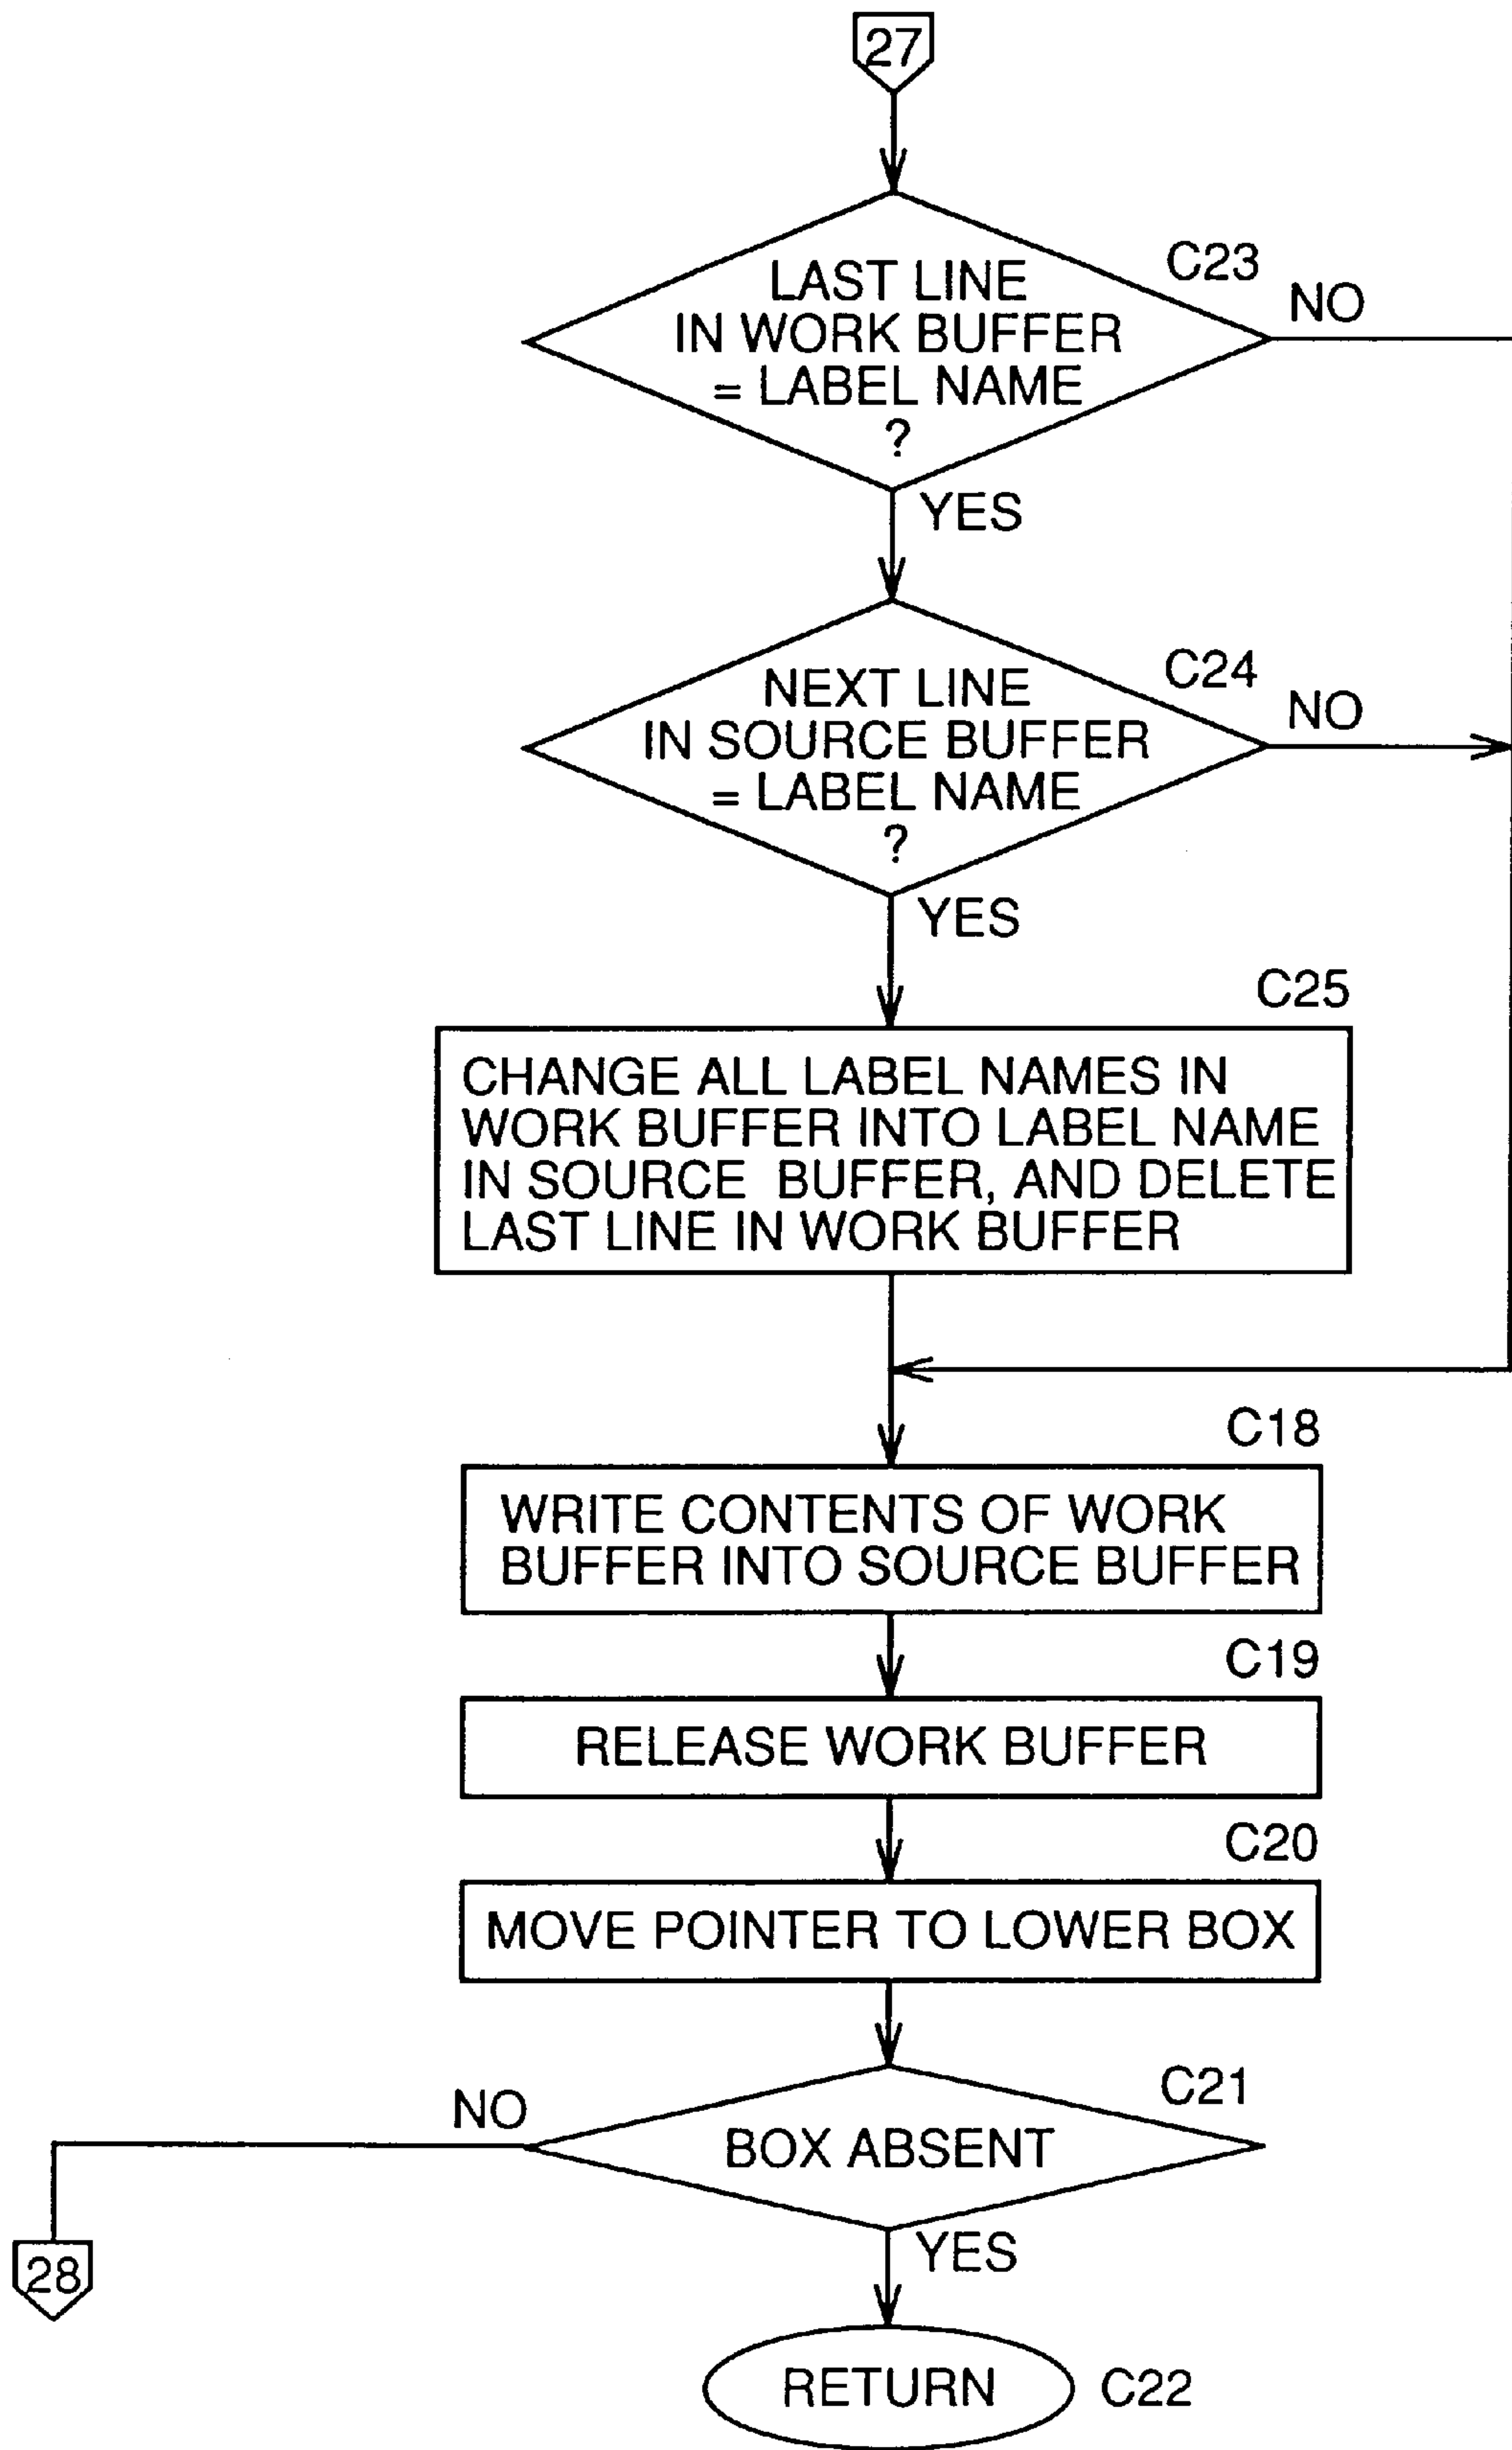 27
C23
LAST LINE
IN WORK BUFFER
= LABEL NAME
?
NO
YES
C24
NEXT LINE
IN SOURCE BUFFER
= LABEL NAME
?
NO
YES
C25
CHANGE ALL LABEL NAMES IN
WORK BUFFER INTO LABEL NAME
IN SOURCE BUFFER, AND DELETE
LAST LINE IN WORK BUFFER
C18
WRITE CONTENTS OF WORK
BUFFER INTO SOURCE BUFFER
C19
RELEASE WORK BUFFER
C20
MOVE POINTER TO LOWER BOX
C21
NO
BOX ABSENT
YES
28
RETURN
C22